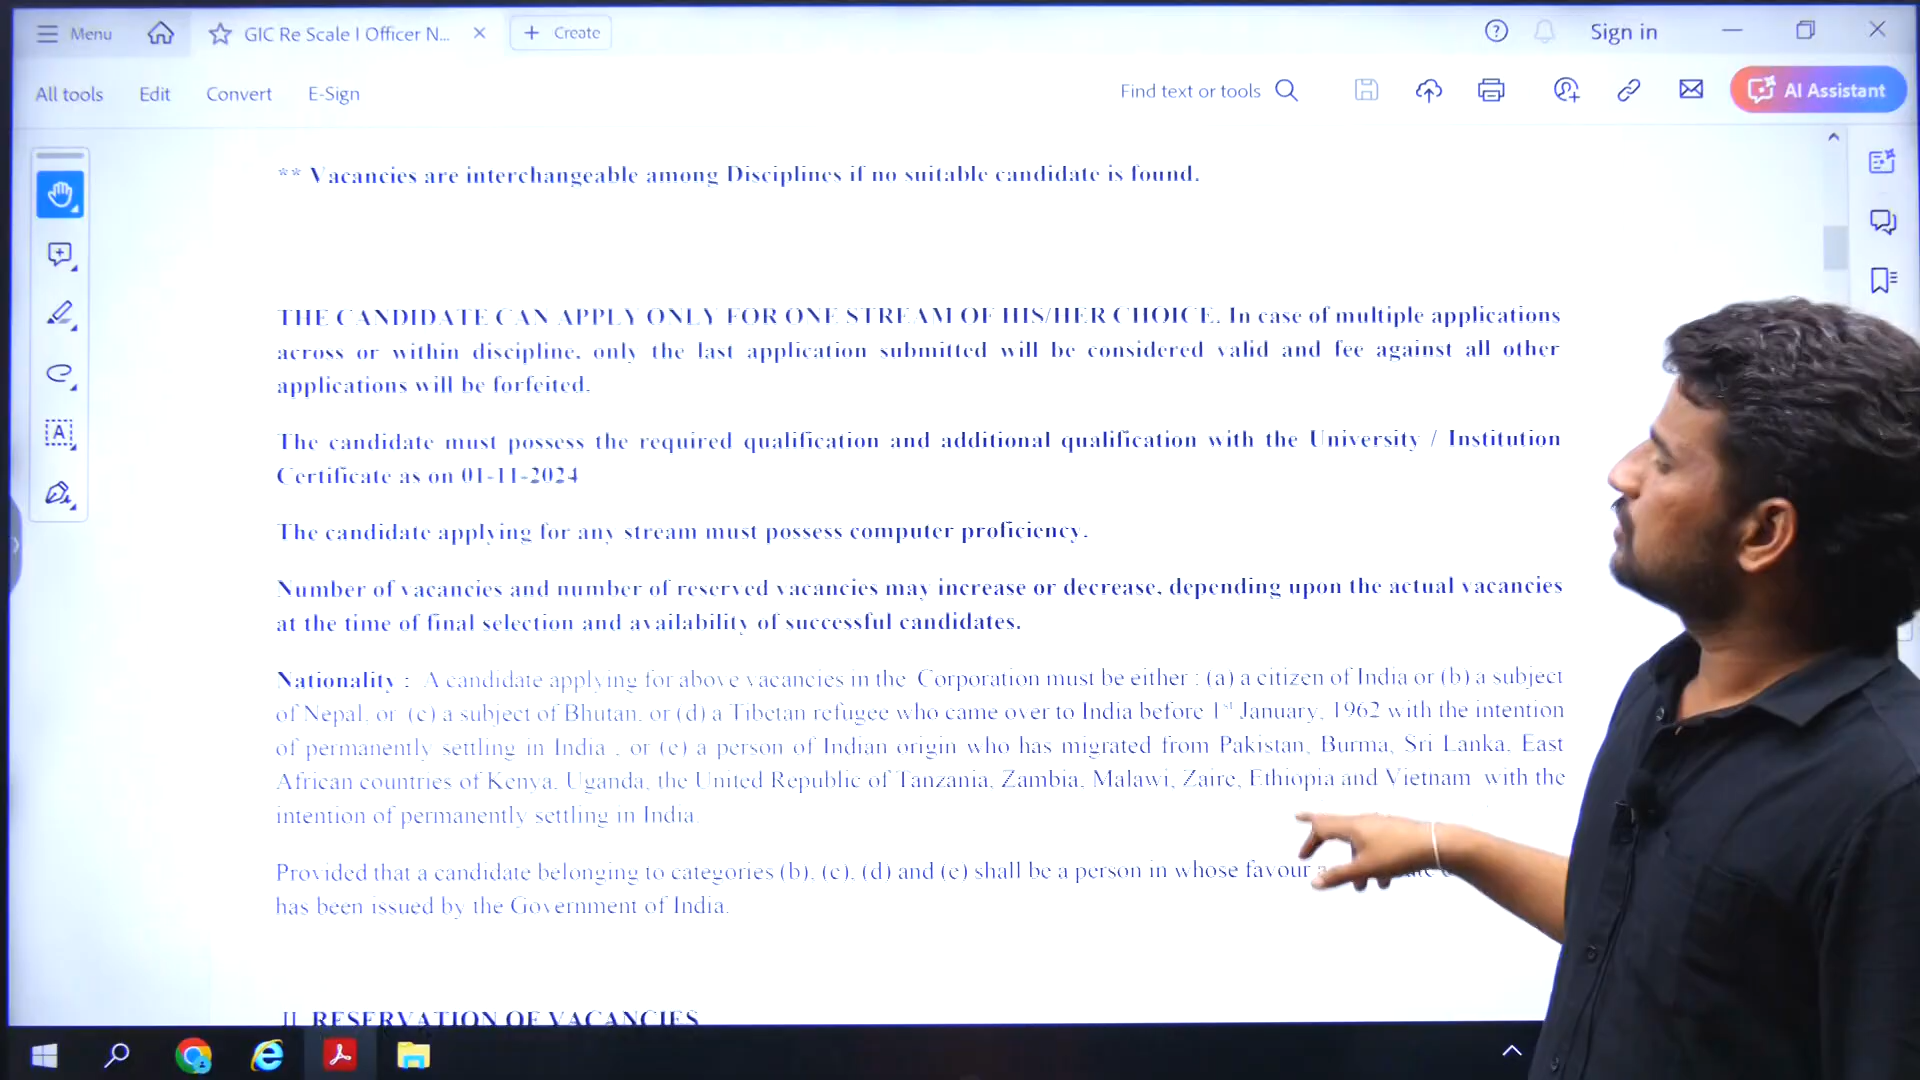 Menu
GIC Re Scale I Officer N...
Create
Sign in
All tools
Edit
Convert
E-Sign
Find text or tools
AI Assistant
** Vacancies are interchangeable among Disciplines if no suitable candidate is found.
THE CANDIDATE CAN APPLY ONLY FOR ONE STREAM OF HIS/HER CHOICE. In case of multiple applications
across or within discipline, only the last application submitted will be considered valid and fee against all other
applications will be forfeited.
The candidate must possess the required qualification and additional qualification with the University / Institution
Certificate as on 01-11-2024
The candidate applying for any stream must possess computer proficiency.
Number of vacancies and number of reserved vacancies may increase or decrease, depending upon the actual vacancies
at the time of final selection and availability of successful candidates.
Nationality : A candidate applying for above vacancies in the Corporation must be either : (a) a citizen of India or (b) a subject
of Nepal, or (c) a subject of Bhutan, or (d) a Tibetan refugee who came over to India before 1st January, 1962 with the intention
of permanently settling in India , or (e) a person of Indian origin who has migrated from Pakistan, Burma, Sri Lanka, East
African countries of Kenya, Uganda, the United Republic of Tanzania, Zambia, Malawi, Zaire, Ethiopia and Vietnam with the
intention of permanently settling in India.
Provided that a candidate belonging to categories (b), (c), (d) and (e) shall be a person in whose favour a
has been issued by the Government of India.
II. RESERVATION OF VACANCIES